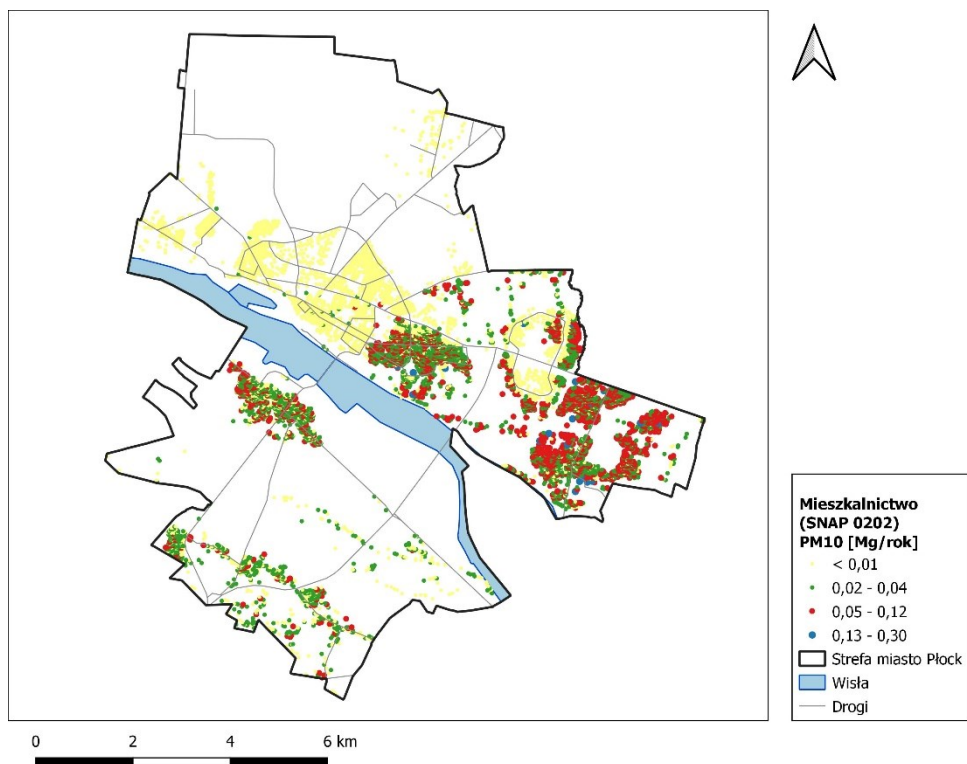 Mieszkalnictwo
(SNAP 0202)
PM10 [Mg/rok]
< 0,01
0,02 - 0,04
0,05 - 0,12
0,13 - 0,30
Strefa miasto Płock
Wisła
Drogi
0 2 4 6 km